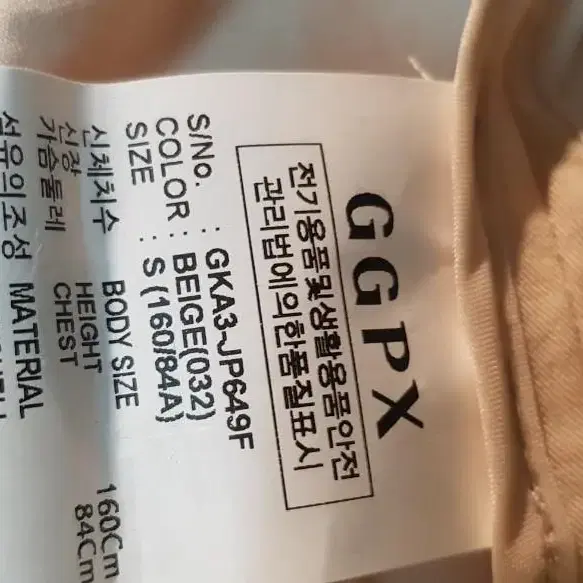 GGPX
전기용품및생활용품안전
관리법에의한품질표시
S/No. : GKA3-JP649F
COLOR : BEIGE(032)
SIZE : S (160/84A)
신체치수 BODY SIZE
신장 HEIGHT 160Cm
가슴둘레 CHEST 84Cm
섬유의조성 MATERIAL